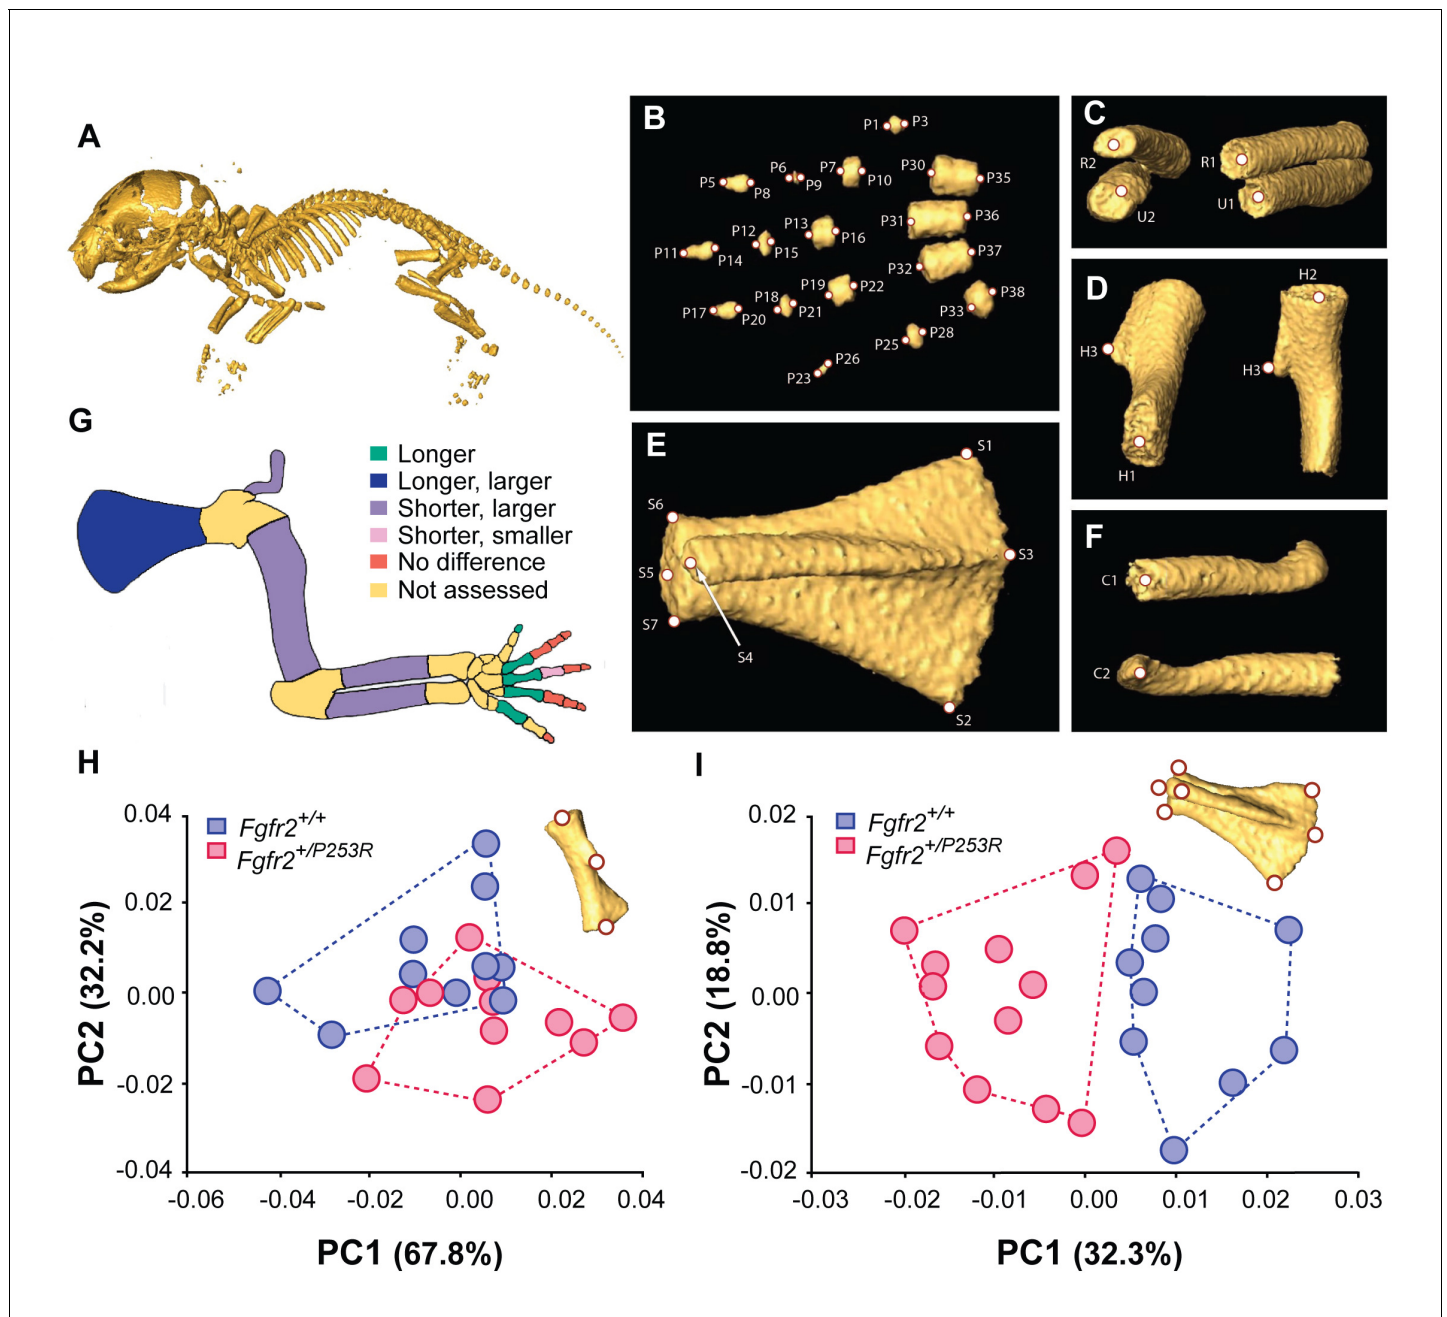 A
B
P1
P3
P5
P8
P6
P9
P7
P10
P30
P35
P11
P14
P12
P15
P13
P16
P31
P36
P32
P37
P17
P20
P18
P21
P19
P22
P33
P38
P25
P28
P23
P26
C
R2
U2
R1
U1
D
H3
H1
H2
H3
E
S1
S6
S5
S7
S4
S3
S2
F
C1
C2
G
Longer
Longer, larger
Shorter, larger
Shorter, smaller
No difference
Not assessed
H
Fgfr2+/+
Fgfr2+/P253R
0.04
0.02
0.00
-0.02
-0.04
PC2 (32.2%)
-0.06
-0.04
-0.02
0.00
0.02
0.04
PC1 (67.8%)
I
Fgfr2+/+
Fgfr2+/P253R
0.02
0.01
0.00
-0.01
-0.02
PC2 (18.8%)
-0.03
-0.02
-0.01
0.00
0.01
0.02
0.03
PC1 (32.3%)